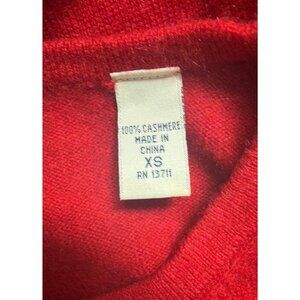 100% CASHMERE
MADE IN
CHINA
XS
RN 13711